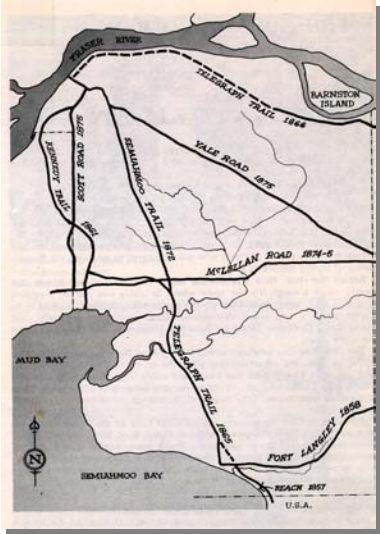 FRASER RIVER
TELEGRAPH TRAIL 1866
BARNSTON
ISLAND
KENNEDY TRAIL 1861
SCOTT ROAD 1875
SEMIAHMOO TRAIL 1872
YALE ROAD 1875
McLELLAN ROAD 1874-5
MUD BAY
TELEGRAPH TRAIL 1865
FORT LANGLEY 1858
N
SEMIAHMOO BAY
BEACH 1857
U.S.A.